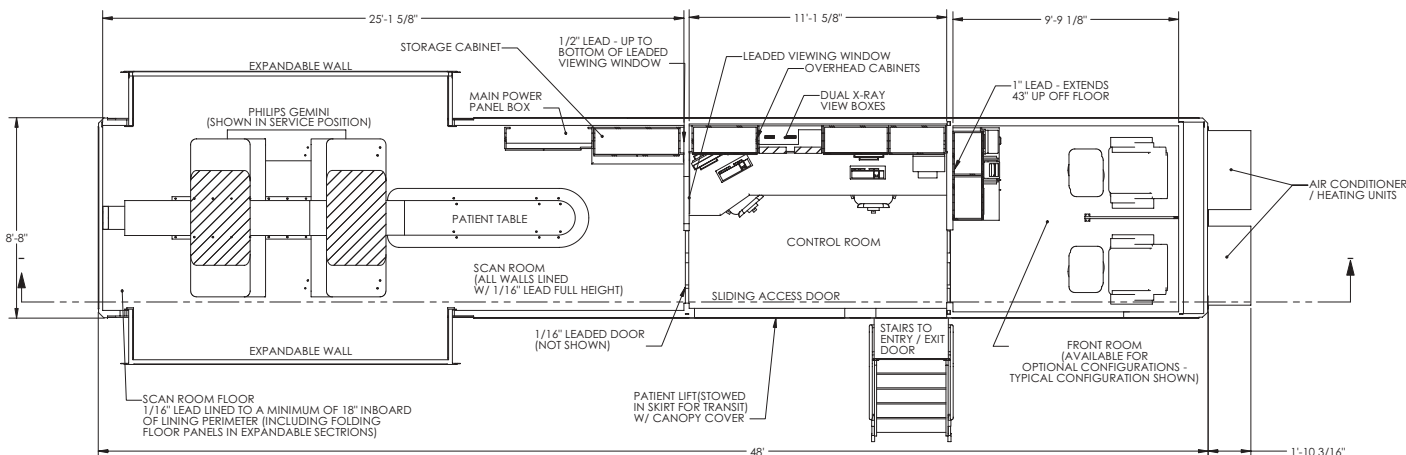 25'-1 5/8"
11'-1 5/8"
9'-9 1/8"
STORAGE CABINET
1/2" LEAD - UP TO
BOTTOM OF LEADED
VIEWING WINDOW
LEADED VIEWING WINDOW
OVERHEAD CABINETS
EXPANDABLE WALL
MAIN POWER
PANEL BOX
DUAL X-RAY
VIEW BOXES
1" LEAD - EXTENDS
43" UP OFF FLOOR
PHILIPS GEMINI
(SHOWN IN SERVICE POSITION)
AIR CONDITIONER
/ HEATING UNITS
8'-8"
PATIENT TABLE
CONTROL ROOM
SCAN ROOM
(ALL WALLS LINED
W/ 1/16" LEAD FULL HEIGHT)
SLIDING ACCESS DOOR
1/16" LEADED DOOR
(NOT SHOWN)
STAIRS TO
ENTRY / EXIT
DOOR
EXPANDABLE WALL
FRONT ROOM
(AVAILABLE FOR
OPTIONAL CONFIGURATIONS -
TYPICAL CONFIGURATION SHOWN)
SCAN ROOM FLOOR
1/16" LEAD LINED TO A MINIMUM OF 18" INBOARD
OF LINING PERIMETER (INCLUDING FOLDING
FLOOR PANELS IN EXPANDABLE SECTRIONS)
PATIENT LIFT(STOWED
IN SKIRT FOR TRANSIT)
W/ CANOPY COVER
48'
1'-10 3/16"